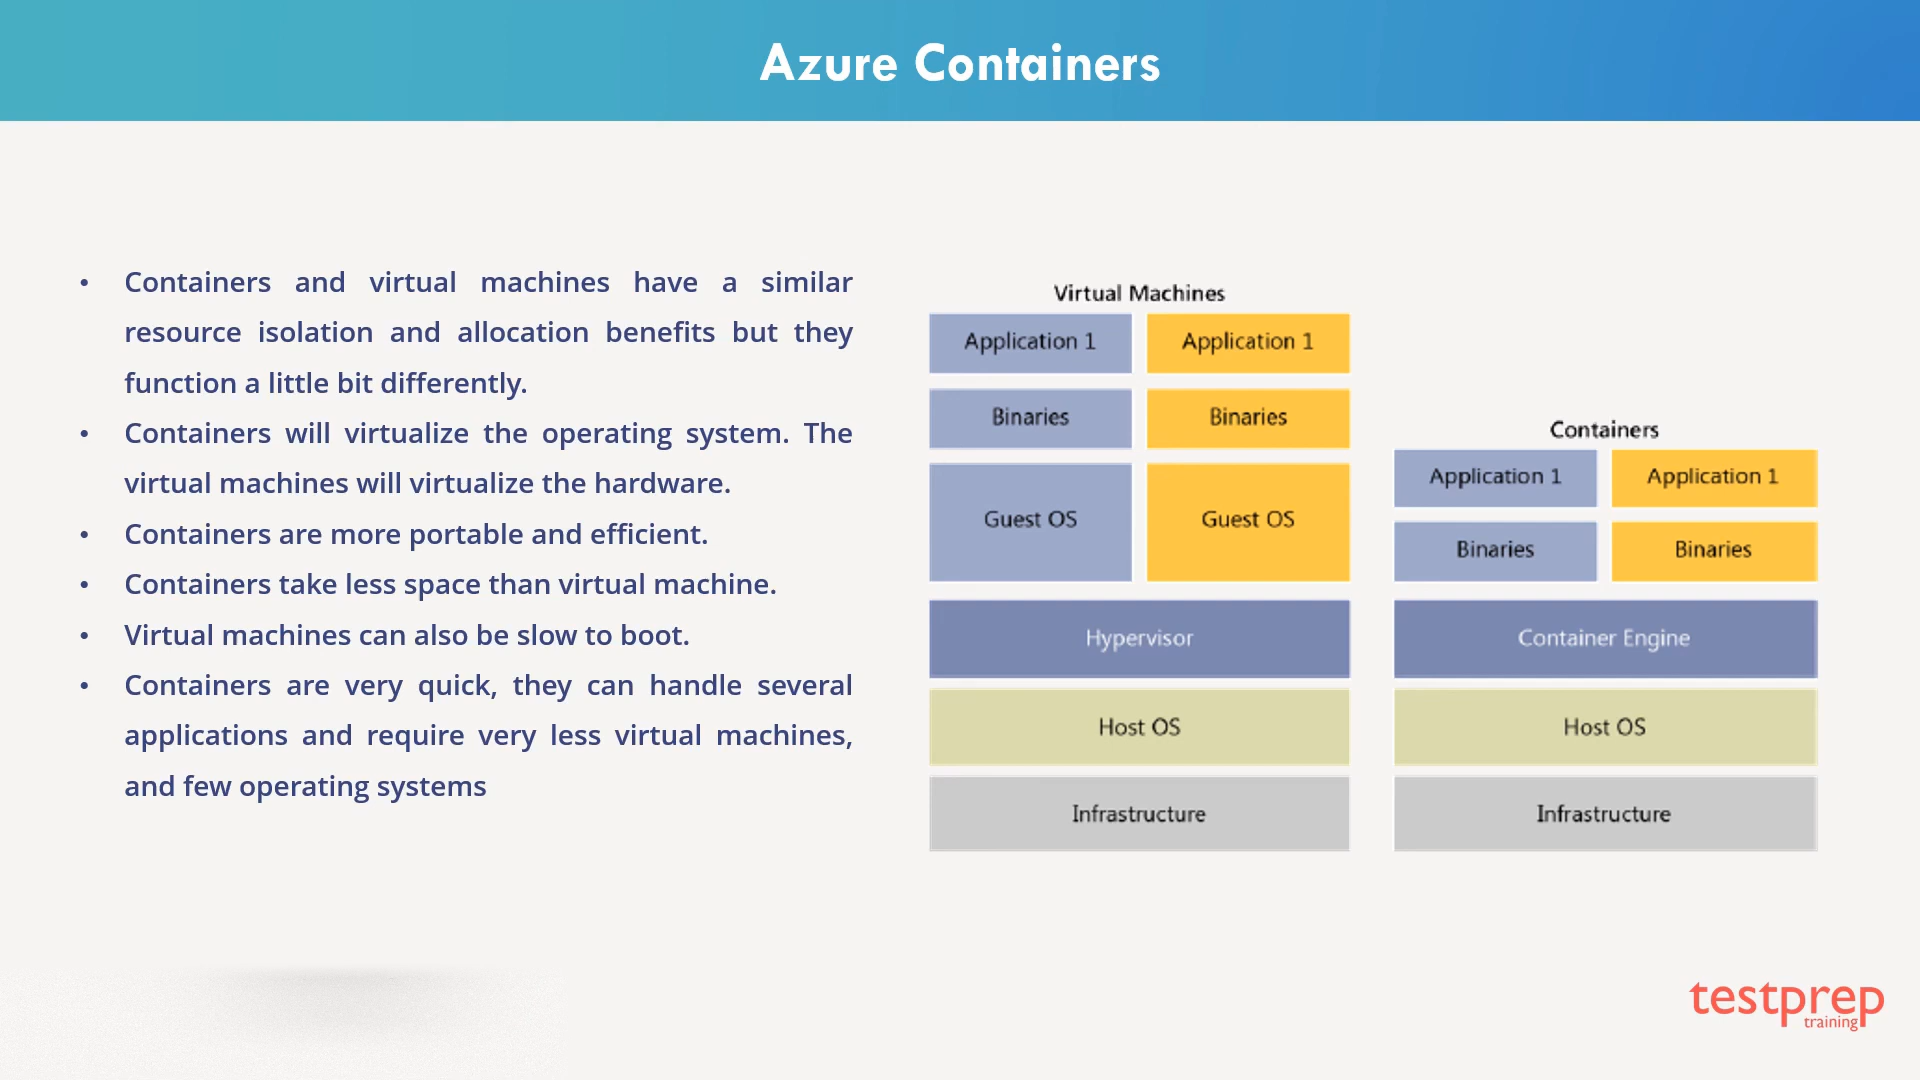 Azure Containers
• Containers and virtual machines have a similar
resource isolation and allocation benefits but they
function a little bit differently.
• Containers will virtualize the operating system. The
virtual machines will virtualize the hardware.
• Containers are more portable and efficient.
• Containers take less space than virtual machine.
• Virtual machines can also be slow to boot.
• Containers are very quick, they can handle several
applications and require very less virtual machines,
and few operating systems
Virtual Machines
Application 1 Application 1
Binaries Binaries
Guest OS Guest OS
Hypervisor
Host OS
Infrastructure
Containers
Application 1 Application 1
Binaries Binaries
Container Engine
Host OS
Infrastructure
testprep
training